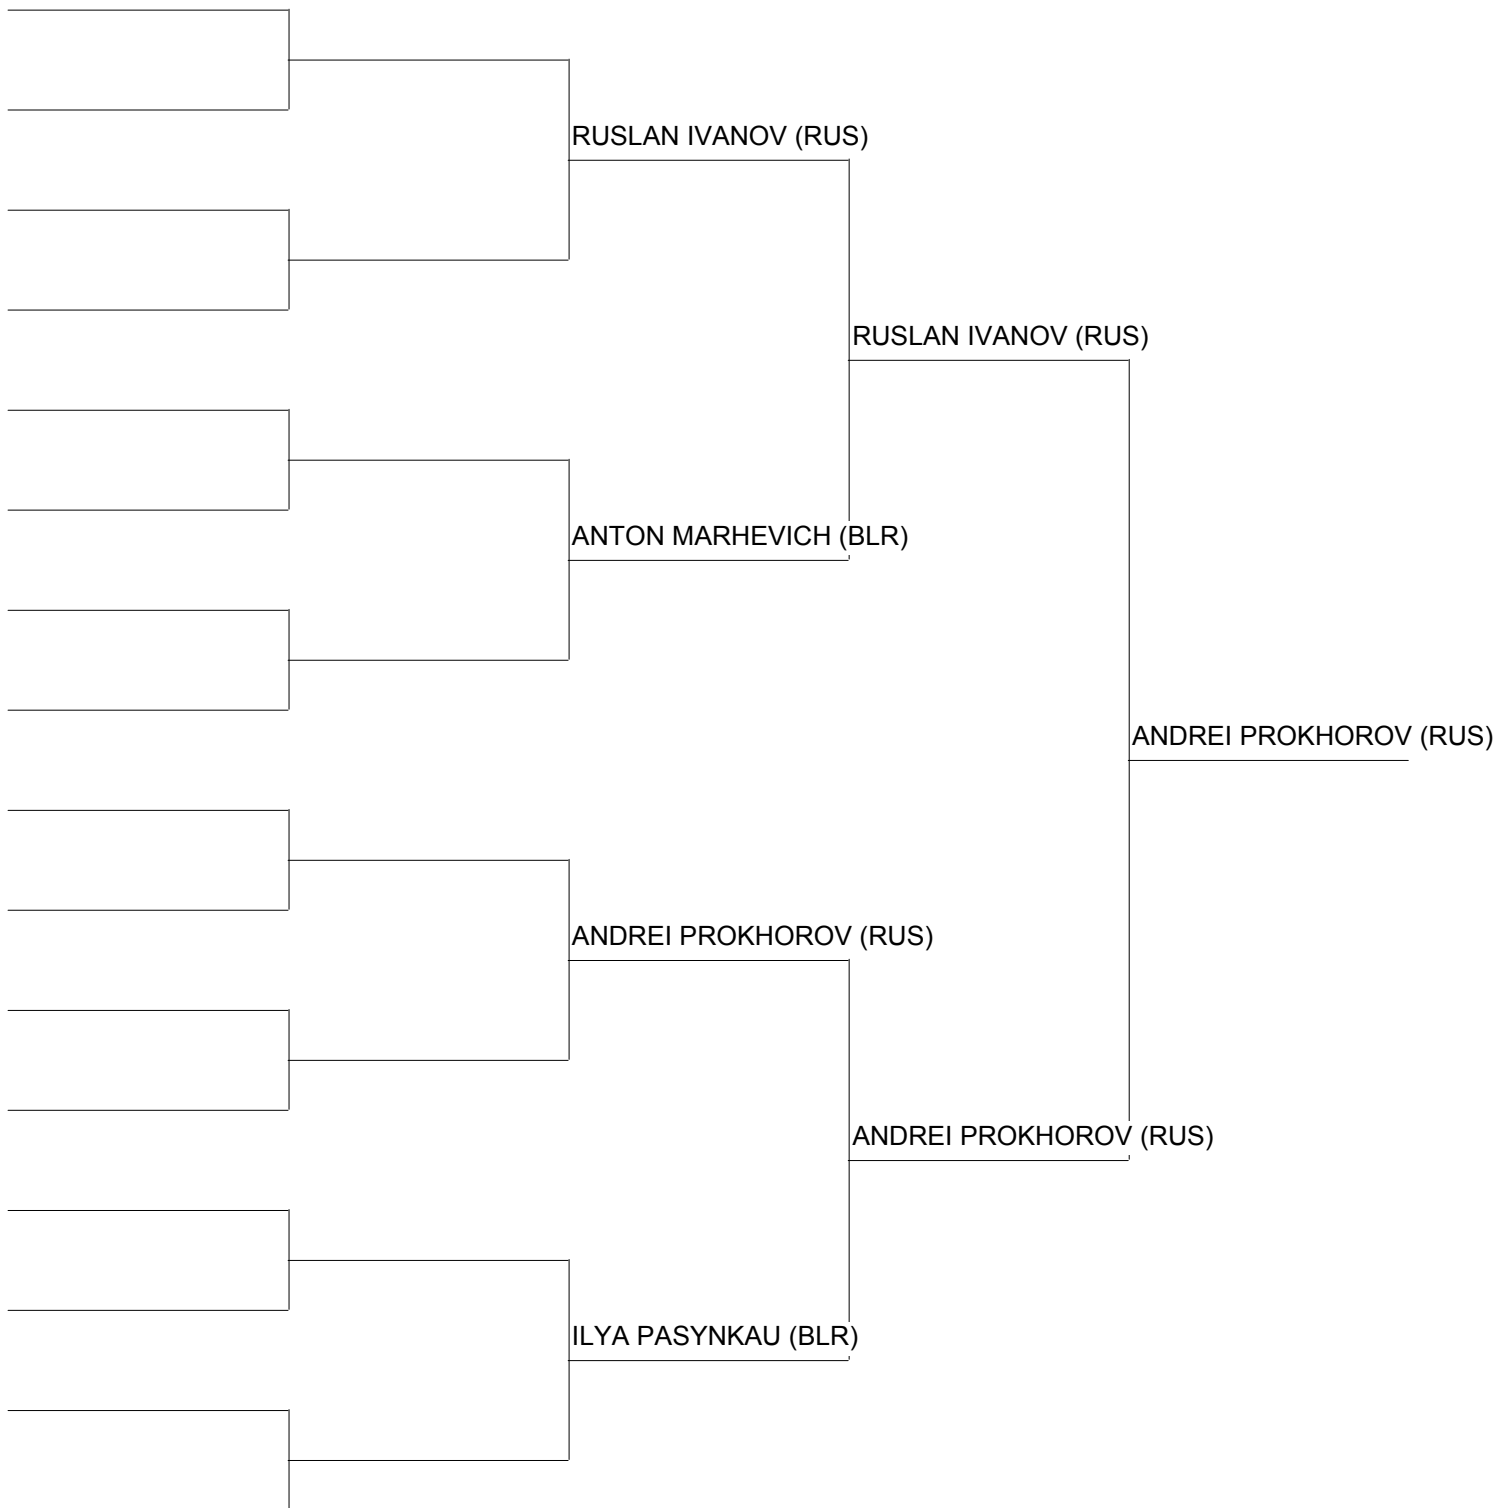 RUSLAN IVANOV (RUS)
RUSLAN IVANOV (RUS)
ANTON MARHEVICH (BLR)
ANDREI PROKHOROV (RUS)
ANDREI PROKHOROV (RUS)
ANDREI PROKHOROV (RUS)
ILYA PASYNKAU (BLR)